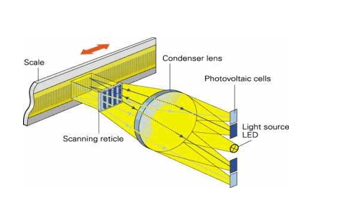 Scale
Condenser lens
Photovoltaic cells
Light source
LED
Scanning reticle